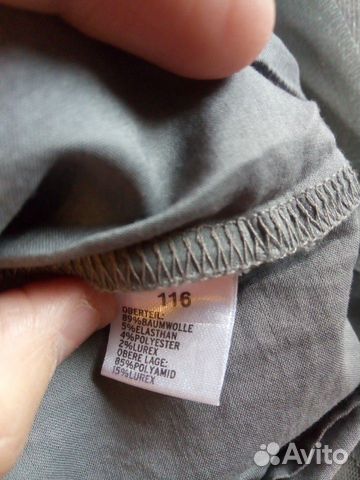 116
OBERTEIL:
89%BAUMWOLLE
5%ELASTHAN
4%POLYESTER
2%LUREX
OBERE LAGE:
85%POLYAMID
15%LUREX
Avito